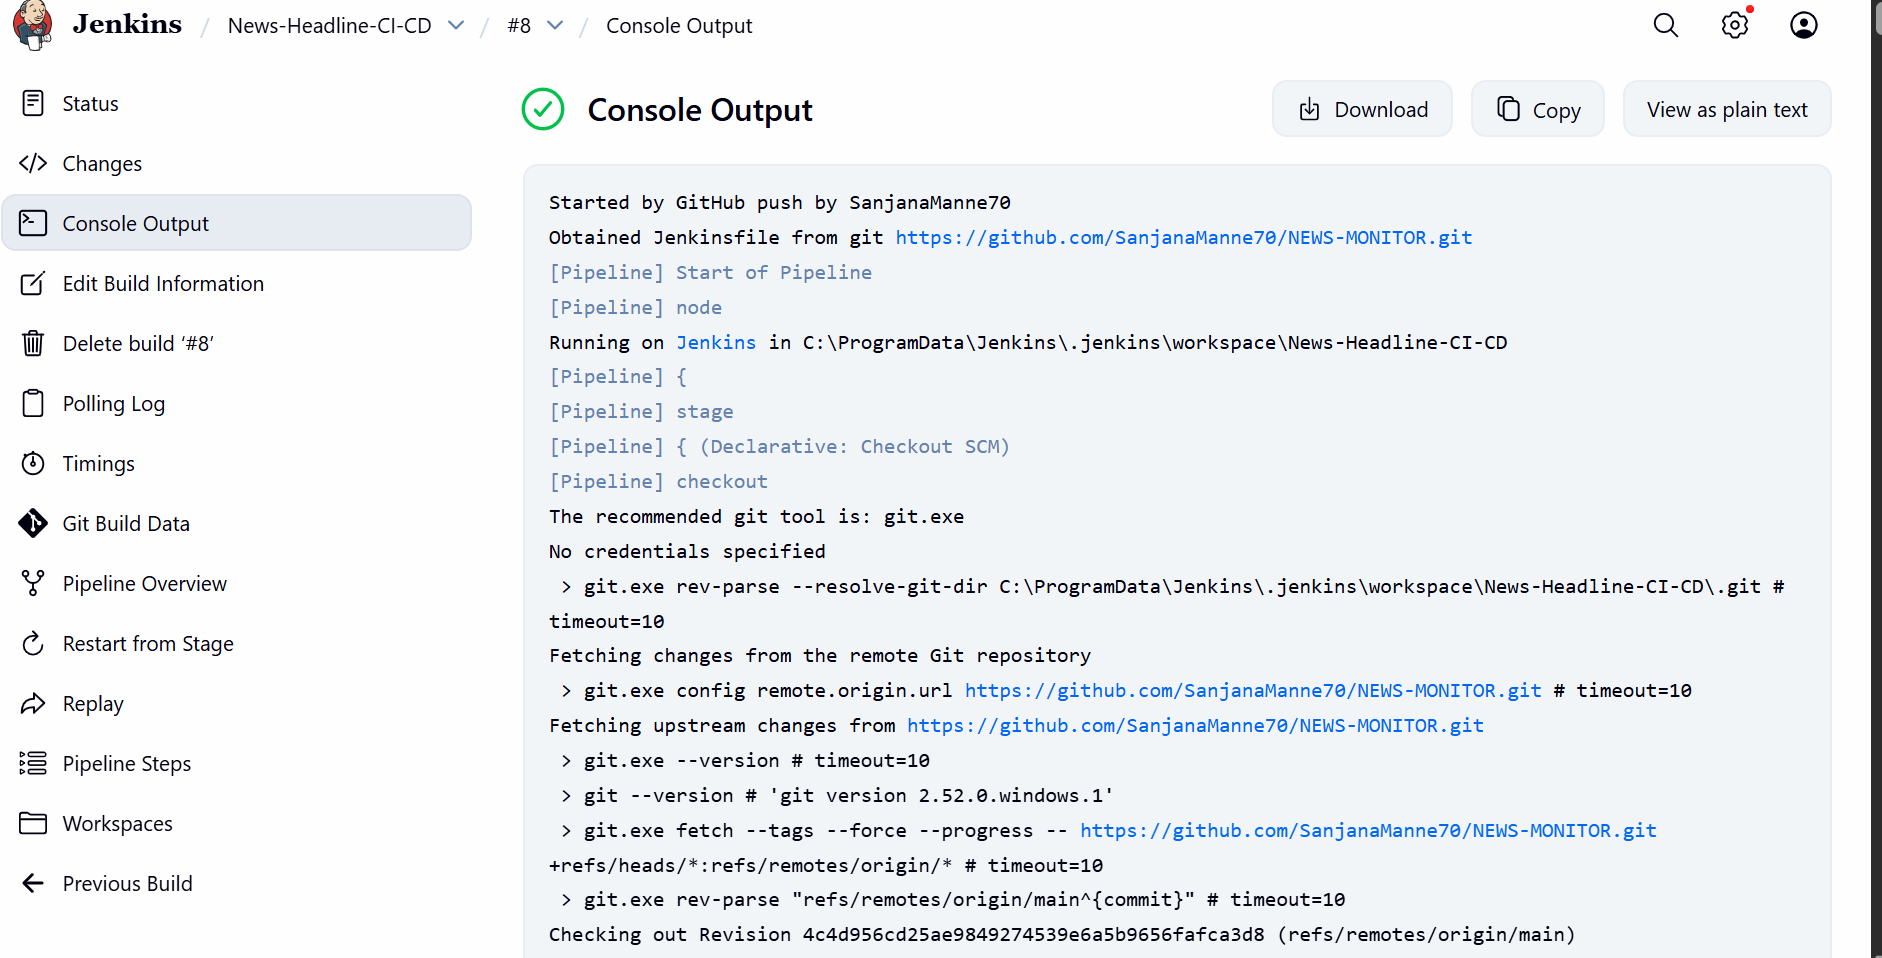 Jenkins / News-Headline-CI-CD / #8 / Console Output
Status
Changes
Console Output
Edit Build Information
Delete build ‘#8’
Polling Log
Timings
Git Build Data
Pipeline Overview
Restart from Stage
Replay
Pipeline Steps
Workspaces
Previous Build
Console Output
Download
Copy
View as plain text
Started by GitHub push by SanjanaManne70
Obtained Jenkinsfile from git https://github.com/SanjanaManne70/NEWS-MONITOR.git
[Pipeline] Start of Pipeline
[Pipeline] node
Running on Jenkins in C:\ProgramData\Jenkins\.jenkins\workspace\News-Headline-CI-CD
[Pipeline] {
[Pipeline] stage
[Pipeline] { (Declarative: Checkout SCM)
[Pipeline] checkout
The recommended git tool is: git.exe
No credentials specified
 > git.exe rev-parse --resolve-git-dir C:\ProgramData\Jenkins\.jenkins\workspace\News-Headline-CI-CD\.git #
timeout=10
Fetching changes from the remote Git repository
 > git.exe config remote.origin.url https://github.com/SanjanaManne70/NEWS-MONITOR.git # timeout=10
Fetching upstream changes from https://github.com/SanjanaManne70/NEWS-MONITOR.git
 > git.exe --version # timeout=10
 > git --version # 'git version 2.52.0.windows.1'
 > git.exe fetch --tags --force --progress -- https://github.com/SanjanaManne70/NEWS-MONITOR.git
+refs/heads/*:refs/remotes/origin/* # timeout=10
 > git.exe rev-parse "refs/remotes/origin/main^{commit}" # timeout=10
Checking out Revision 4c4d956cd25ae9849274539e6a5b9656fafca3d8 (refs/remotes/origin/main)